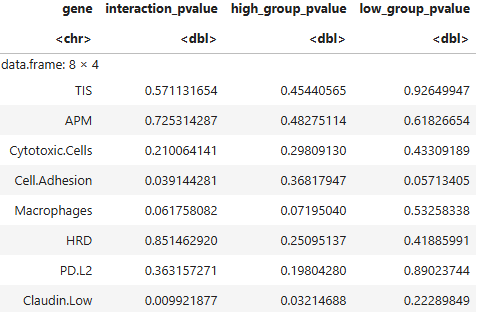 gene interaction_pvalue high_group_pvalue low_group_pvalue
<chr> <dbl> <dbl> <dbl>
data.frame: 8 × 4
TIS 0.571131654 0.45440565 0.92649947
APM 0.725314287 0.48275114 0.61826654
Cytotoxic.Cells 0.210064141 0.29809130 0.43309189
Cell.Adhesion 0.039144281 0.36817947 0.05713405
Macrophages 0.061758082 0.07195040 0.53258338
HRD 0.851462920 0.25095137 0.41885991
PD.L2 0.363157271 0.19804280 0.89023744
Claudin.Low 0.009921877 0.03214688 0.22289849